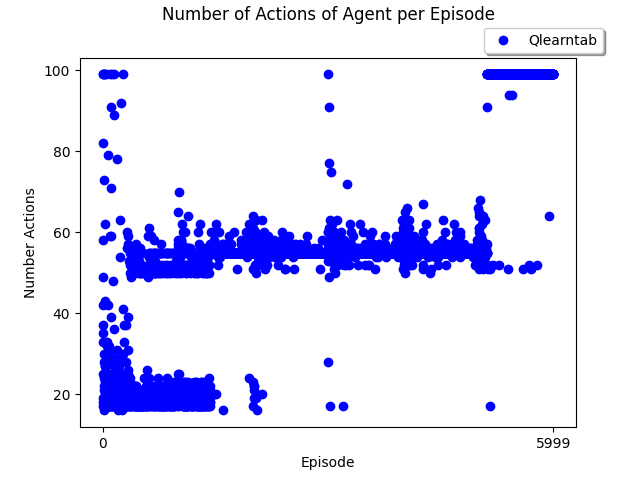 Number of Actions of Agent per Episode
Qlearntab
100
80
60
40
20
Number Actions
0
5999
Episode